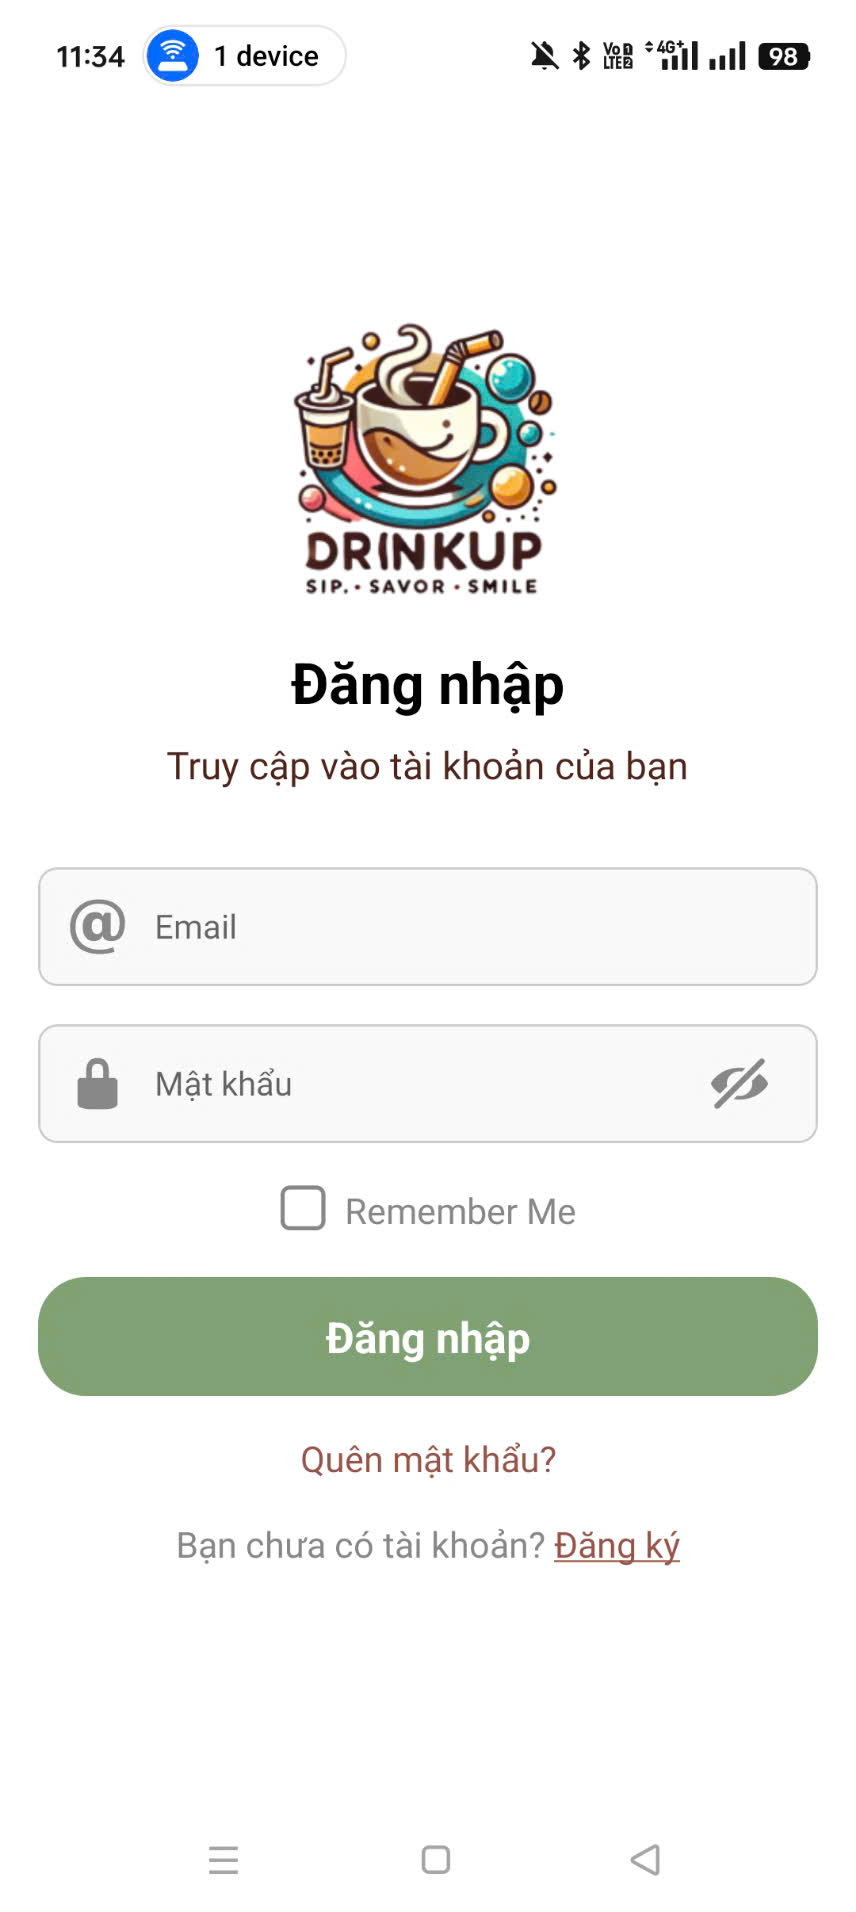 11:34 1 device Vo 1 LTE 2 4G+ 98
DRINKUP
SIP. · SAVOR · SMILE
Đăng nhập
Truy cập vào tài khoản của bạn
@ Email
Mật khẩu
Remember Me
Đăng nhập
Quên mật khẩu?
Bạn chưa có tài khoản? Đăng ký